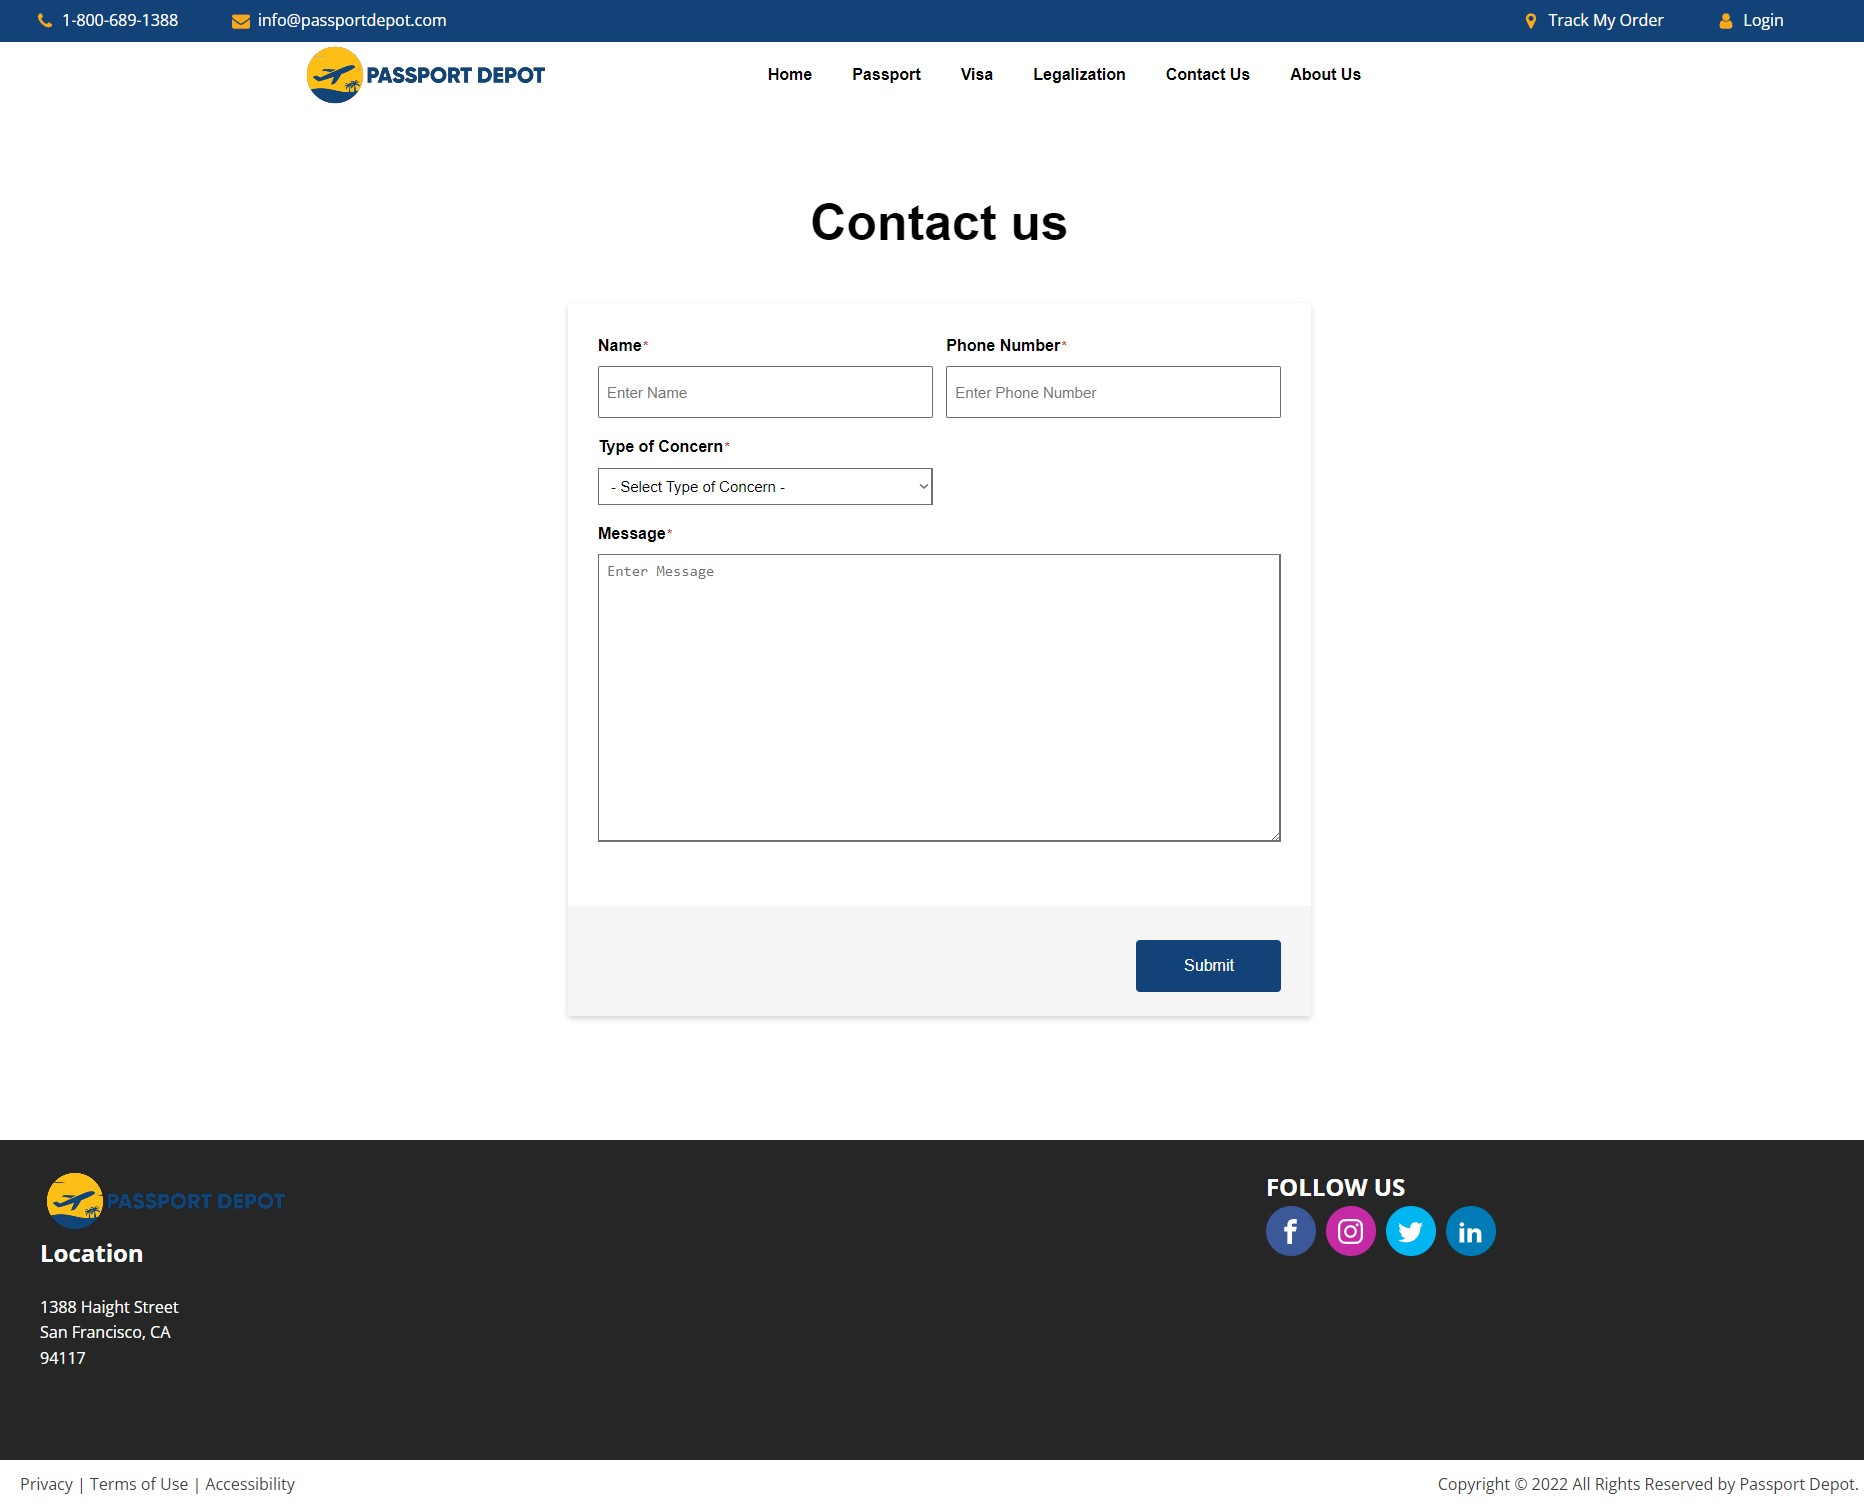 1-800-689-1388
info@passportdepot.com
Track My Order
Login
PASSPORT DEPOT
Home
Passport
Visa
Legalization
Contact Us
About Us
Contact us
Name*
Phone Number*
Enter Name
Enter Phone Number
Type of Concern*
- Select Type of Concern -
Message*
Enter Message
Submit
PASSPORT DEPOT
FOLLOW US
Location
1388 Haight Street
San Francisco, CA
94117
Privacy | Terms of Use | Accessibility
Copyright © 2022 All Rights Reserved by Passport Depot.